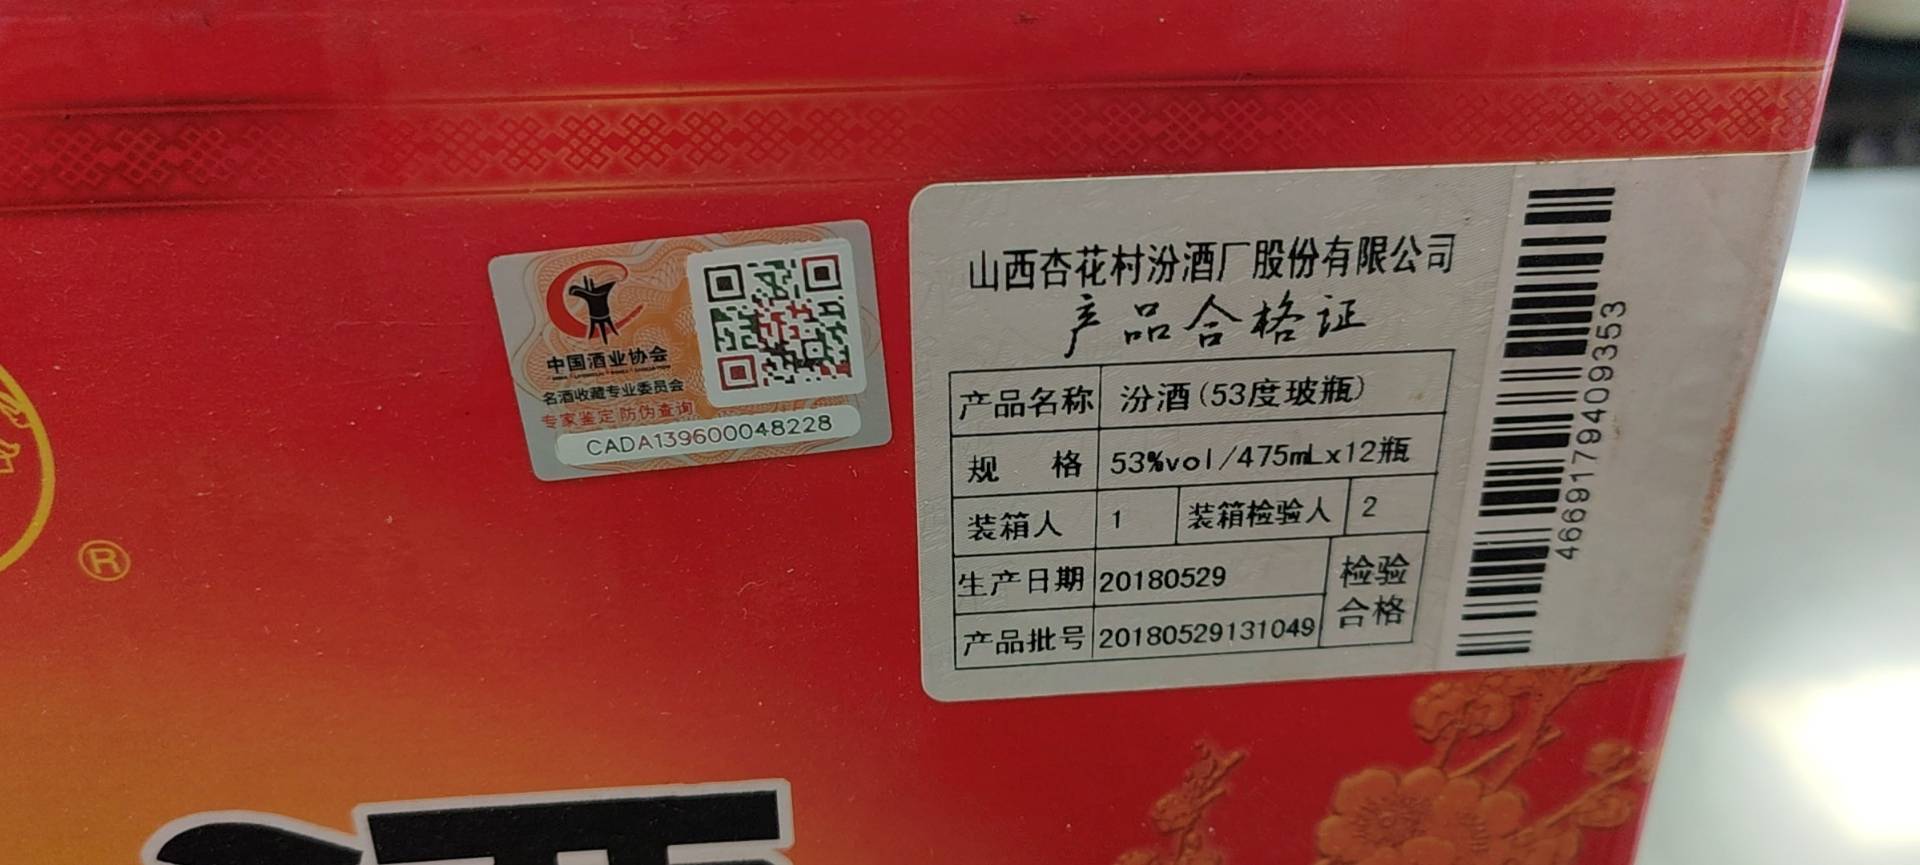 ®
中国酒业协会
名酒收藏专业委员会
专家鉴定 防伪查询
CADA139600048228
山西杏花村汾酒厂股份有限公司
产品合格证
产品名称 汾酒(53度玻瓶)
规 格 53%vol/475mLx12瓶
装箱人 1 装箱检验人 2
生产日期 20180529 检验
合格
产品批号 20180529131049
4669179409353